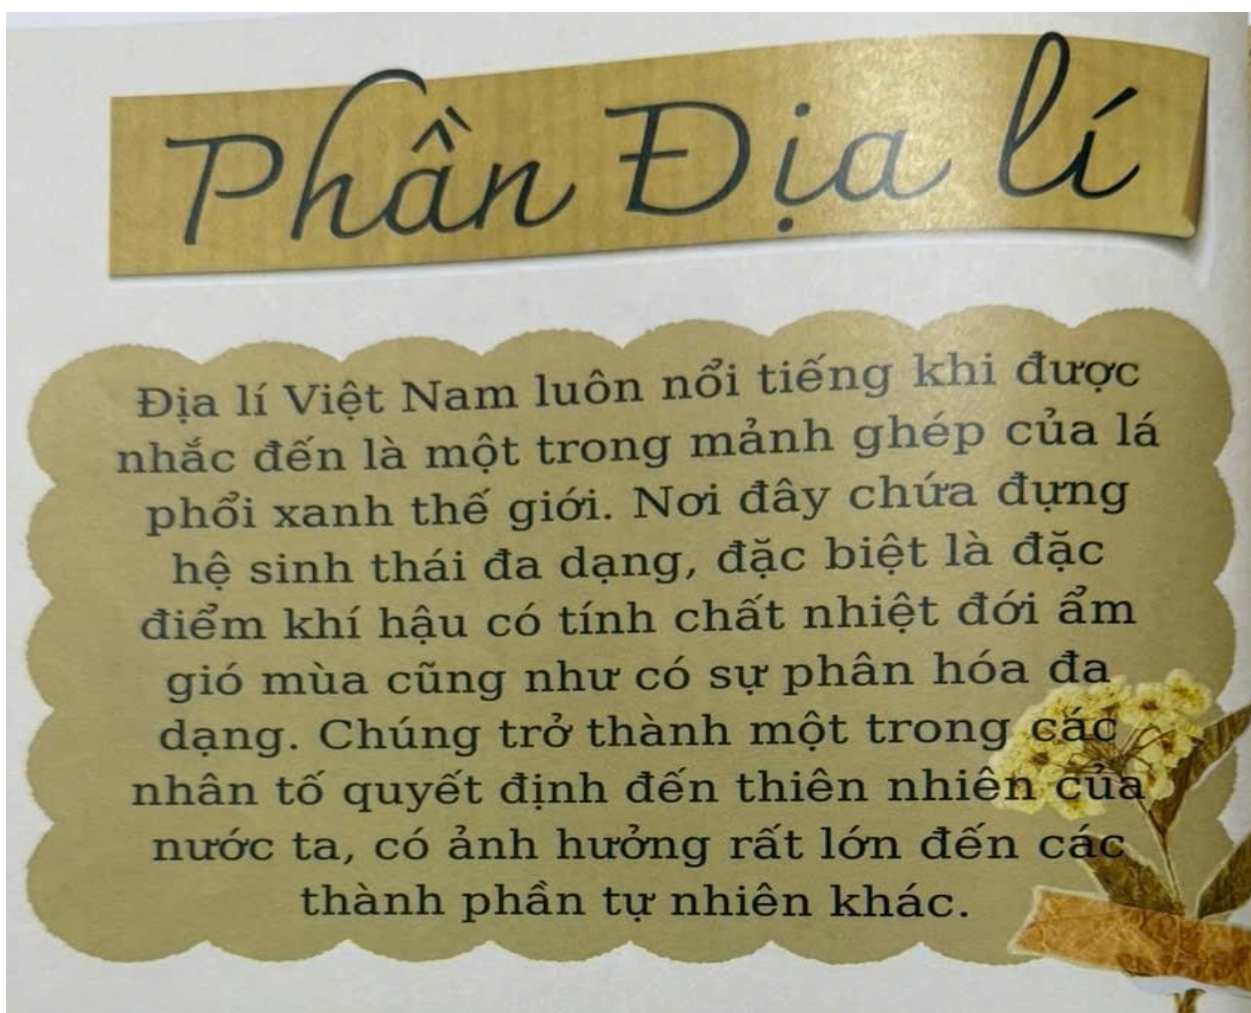 Phần Địa lí
Địa lí Việt Nam luôn nổi tiếng khi được
nhắc đến là một trong mảnh ghép của lá
phổi xanh thế giới. Nơi đây chứa đựng
hệ sinh thái đa dạng, đặc biệt là đặc
điểm khí hậu có tính chất nhiệt đới ẩm
gió mùa cũng như có sự phân hóa đa
dạng. Chúng trở thành một trong các
nhân tố quyết định đến thiên nhiên của
nước ta, có ảnh hưởng rất lớn đến các
thành phần tự nhiên khác.